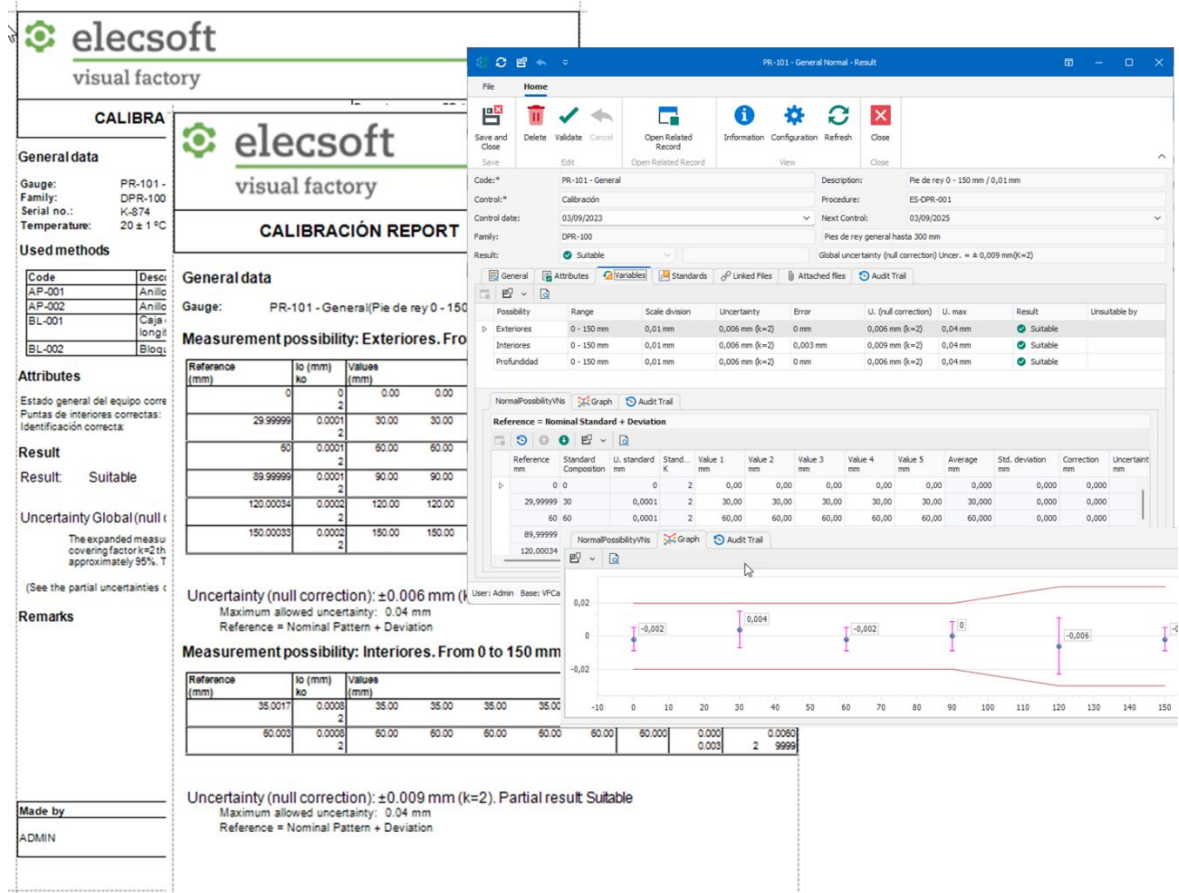 elecsoft
visual factory
CALIBRA
General data
Gauge: PR-101 -
Family: DPR-100
Serial no.: K-874
Temperature: 20 ± 1 ºC
Used methods
Code
AP-001 Anillo
AP-002 Anillo
BL-001 Caja
longit
BL-002
Attributes
Estado general del equipo corre
Puntas de interiores correctas:
Identificación correcta:
Result
Result: Suitable
Uncertainty Global (null
The expanded measu
covering factor k=2 th
approximately 95%. T
(See the partial uncertainties
Remarks
Made by
ADMIN
elecsoft
visual factory
CALIBRACIÓN REPORT
General data
Gauge: PR-101 - General(Pie de rey 0 - 150
Measurement possibility: Exteriores. Fro
Reference Io (mm) Values
(mm) ko (mm)
0 0 0.00 0.00
2
29.99999 0.0001 30.00 30.00
2
60 0.0001 60.00 60.00
2
89.99999 0.0001 90.00 90.00
2
120.00034 0.0002 120.00 120.00
2
150.00033 0.0002 150.00 150.00
2
Uncertainty (null correction): ±0.006 mm (k
Maximum allowed uncertainty: 0.04 mm
Reference = Nominal Pattern + Deviation
Measurement possibility: Interiores. From 0 to 150 mm
Reference Io (mm) Values
(mm) ko (mm)
35.0017 0.0008 35.00 35.00 35.00 35.00
2
60.003 0.0008 60.00 60.00 60.00 60.00 60.00 60.000 0.000 0.0060
2 0.003 2 9999
Uncertainty (null correction): ±0.009 mm (k=2). Partial result: Suitable
Maximum allowed uncertainty: 0.04 mm
Reference = Nominal Pattern + Deviation
PR-101 - General Normal - Result
File Home
Save and Close Delete Validate Cancel Open Related Record Information Configuration Refresh Close
Save Edit Open Related Record View Close
Code:* PR-101 - General Description: Pie de rey 0 - 150 mm / 0,01 mm
Control:* Calibración Procedure: ES-DPR-001
Control date: 03/09/2023 Next Control: 03/09/2025
Family: DPR-100 Pies de rey general hasta 300 mm
Result: Suitable Global uncertainty (null correction) Uncer. = ± 0,009 mm(K=2)
General Attributes Variables Standards Linked Files Attached files Audit Trail
Possibility Range Scale division Uncertainty Error U. (null correction) U. max Result Unsuitable by
Exteriores 0 - 150 mm 0,01 mm 0,006 mm (k=2) 0 mm 0,006 mm (k=2) 0,04 mm Suitable
Interiores 0 - 150 mm 0,01 mm 0,006 mm (k=2) 0,003 mm 0,009 mm (k=2) 0,04 mm Suitable
Profundidad 0 - 150 mm 0,01 mm 0,006 mm (k=2) 0 mm 0,006 mm (k=2) 0,04 mm Suitable
NormalPossibilityVNs Graph Audit Trail
Reference = Nominal Standard + Deviation
Reference Standard U. standard Stand... Value 1 Value 2 Value 3 Value 4 Value 5 Average Std. deviation Correction Uncertaint
mm Composition mm K mm mm mm mm mm mm mm mm mm
0 0 0 2 0,00 0,00 0,00 0,00 0,00 0,000 0,000 0,000
29,99999 30 0,0001 2 30,00 30,00 30,00 30,00 30,00 30,000 0,000 0,000
60 60 0,0001 2 60,00 60,00 60,00 60,00 60,00 60,000 0,000 0,000
89,99999
120,00034
User: Admin Base: VFCa
NormalPossibilityVNs Graph Audit Trail
0,02
0
-0,02
-0,002 0,004 -0,002 0 -0,006
-10 0 10 20 30 40 50 60 70 80 90 100 110 120 130 140 150